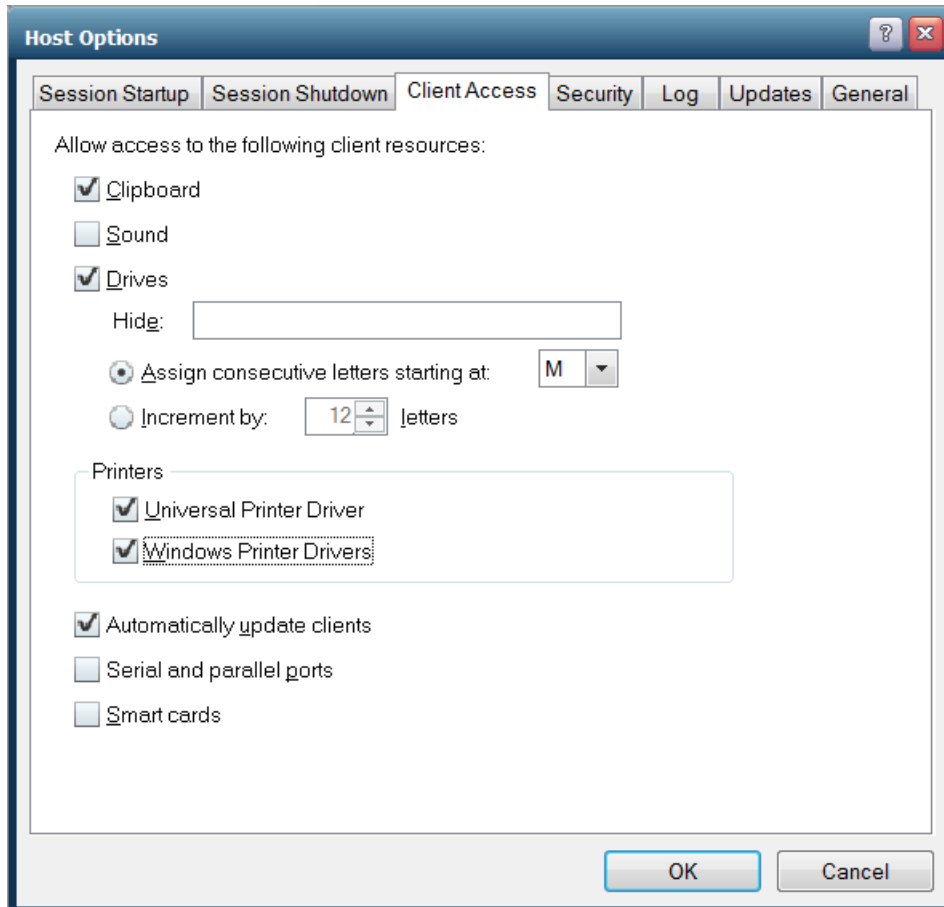 Host Options
Session Startup Session Shutdown Client Access Security Log Updates General
Allow access to the following client resources:
Clipboard
Sound
Drives
Hide:
Assign consecutive letters starting at: M
Increment by: 12 letters
Printers
Universal Printer Driver
Windows Printer Drivers
Automatically update clients
Serial and parallel ports
Smart cards
OK Cancel